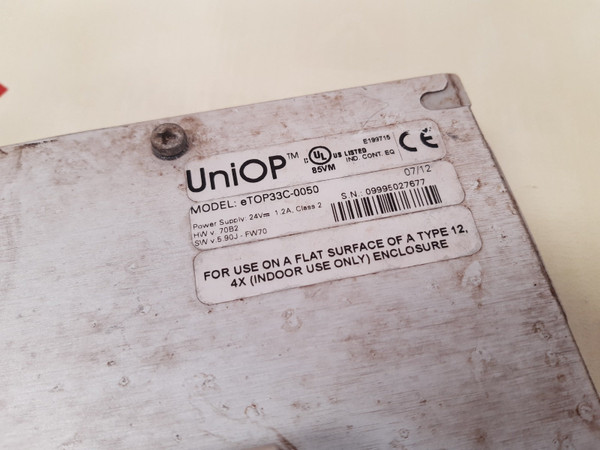 UniOP™
UL
c: US LISTED
IND. CONT. EQ
85VM
E199715
CE
07/12
MODEL: eTOP33C-0050
S.N.: 09995027677
Power Supply: 24V⎓ 1.2A, Class 2
HW v. 70B2
SW v.5.90J - FW70
FOR USE ON A FLAT SURFACE OF A TYPE 12,
4X (INDOOR USE ONLY) ENCLOSURE